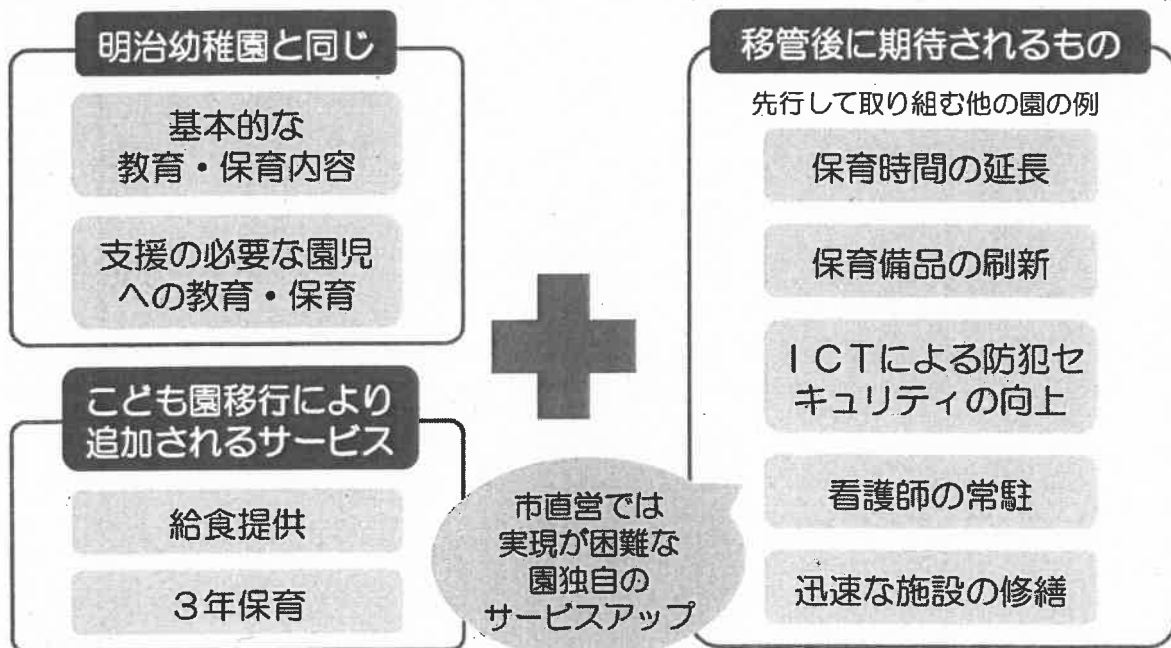 明治幼稚園と同じ
基本的な
教育・保育内容
支援の必要な園児
への教育・保育
こども園移行により
追加されるサービス
給食提供
3年保育
市直営では
実現が困難な
園独自の
サービスアップ
移管後に期待されるもの
先行して取り組む他の園の例
保育時間の延長
保育備品の刷新
ICTによる防犯セ
キュリティの向上
看護師の常駐
迅速な施設の修繕